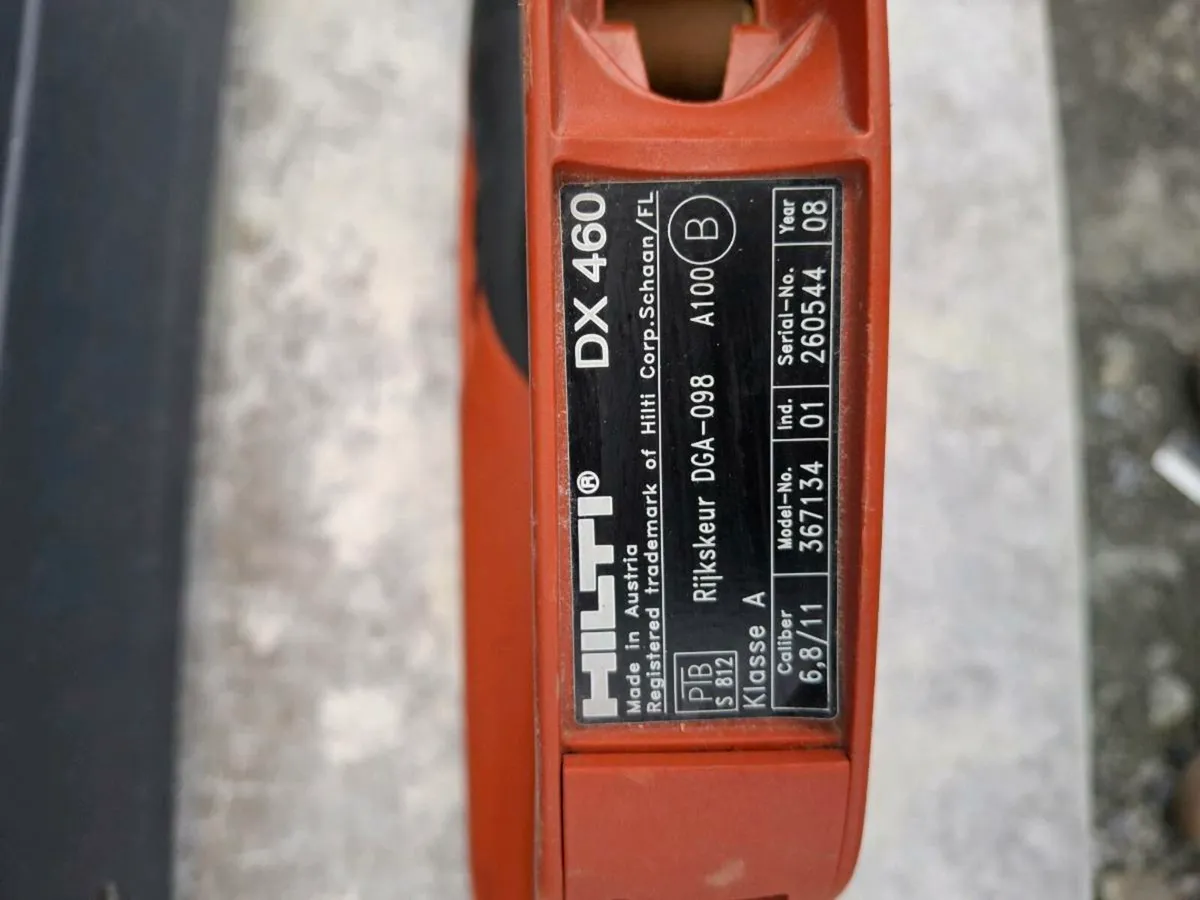 HILTI® DX 460
Made in Austria
Registered trademark of Hilti Corp.Schaan/FL
PTB
S 812
Rijkskeur DGA-098 A100 B
Klasse A
Caliber Model-No. Ind. Serial-No. Year
6,8/11 367134 01 260544 08